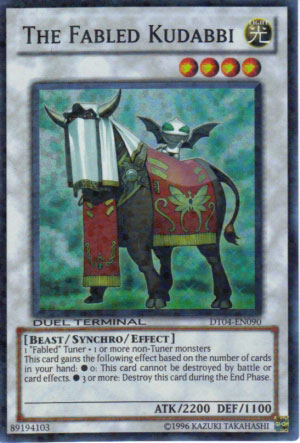 THE FABLED KUDABBI
LIGHT
光
DUEL TERMINAL
DT04-EN090
[BEAST/SYNCHRO/EFFECT]
1 "Fabled" Tuner + 1 or more non-Tuner monsters
This card gains the following effect based on the number of cards
in your hand: ● 0: This card cannot be destroyed by battle or
card effects. ● 3 or more: Destroy this card during the End Phase.
ATK/2200 DEF/1100
89194103
©1996 KAZUKI TAKAHASHI